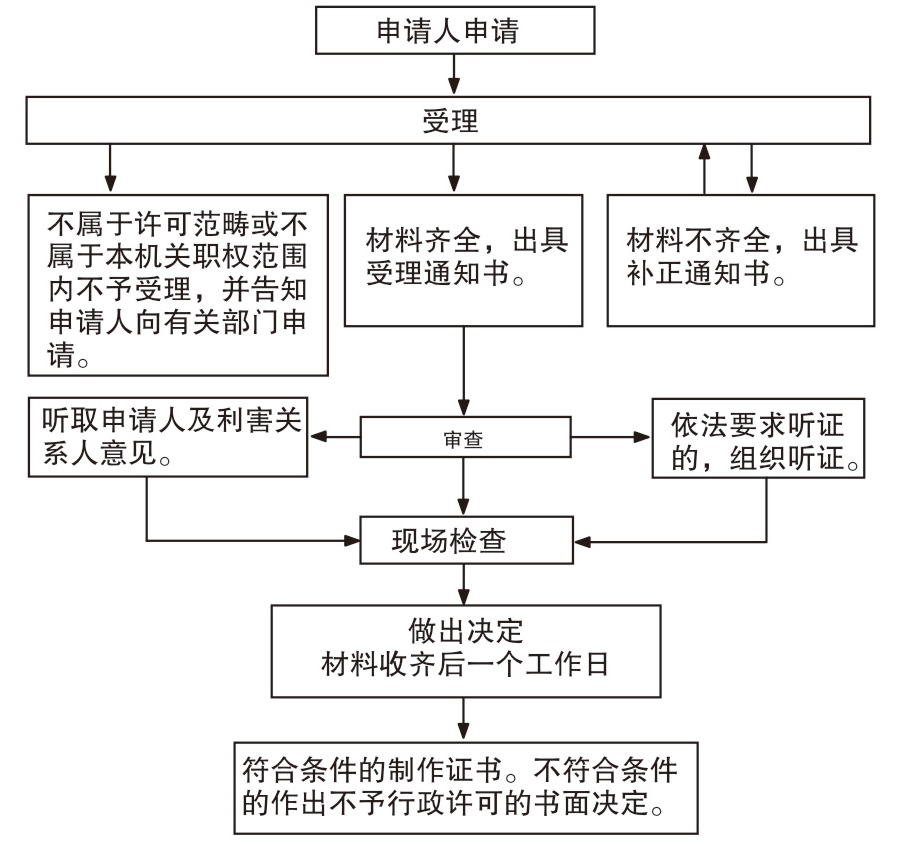 申请人申请
受理
不属于许可范畴或不
属于本机关职权范围
内不予受理，并告知
申请人向有关部门申
请。
材料齐全，出具
受理通知书。
材料不齐全，出具
补正通知书。
听取申请人及利害关
系人意见。
审查
依法要求听证
的，组织听证。
现场检查
做出决定
材料收齐后一个工作日
符合条件的制作证书。不符合条件
的作出不予行政许可的书面决定。